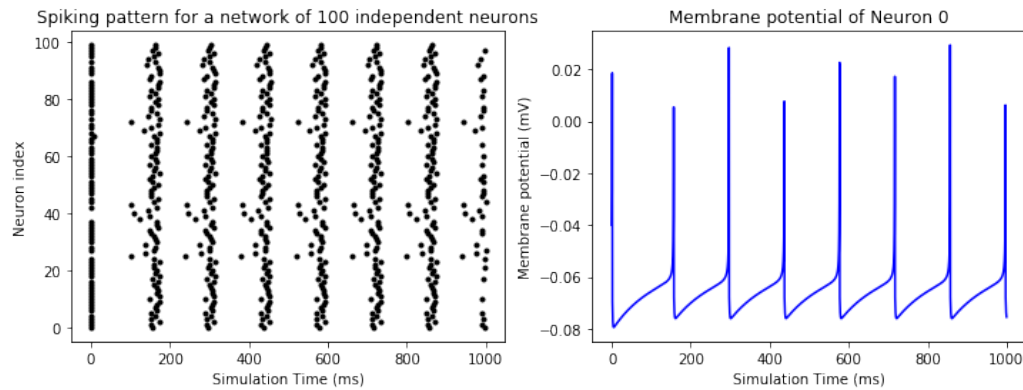 Spiking pattern for a network of 100 independent neurons
100
80
60
40
20
0
Neuron index
0 200 400 600 800 1000
Simulation Time (ms)
Membrane potential of Neuron 0
0.02
0.00
−0.02
−0.04
−0.06
−0.08
Membrane potential (mV)
0 200 400 600 800 1000
Simulation Time (ms)